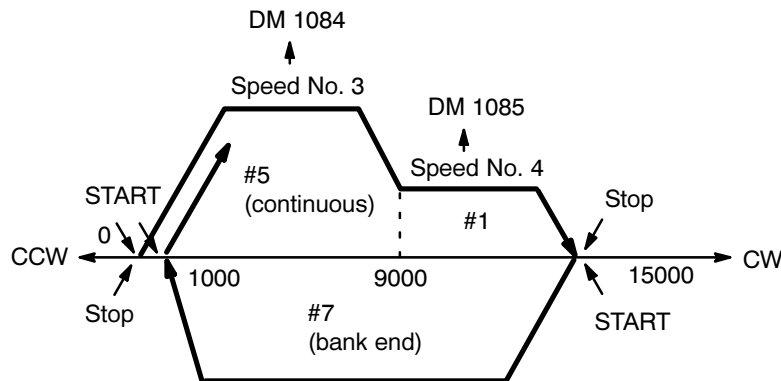 DM 1084
Speed No. 3
DM 1085
Speed No. 4
START
#5
(continuous)
#1
Stop
0
CCW
CW
1000
9000
15000
Stop
#7
(bank end)
START